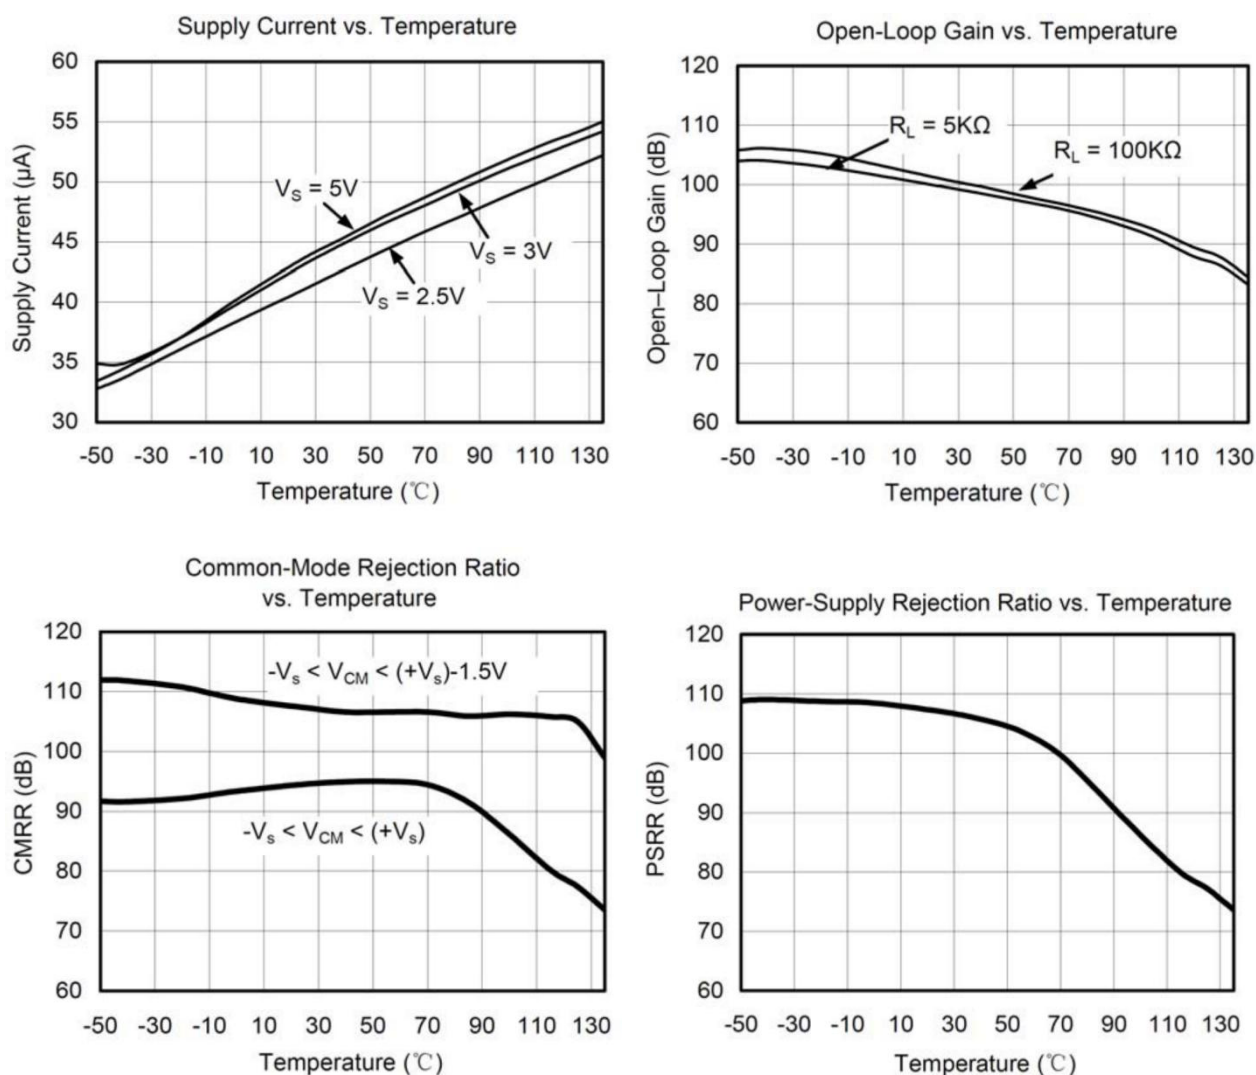 Supply Current vs. Temperature
Supply Current (μA)
60
55
50
45
40
35
30
V_S = 5V
V_S = 3V
V_S = 2.5V
-50 -30 -10 10 30 50 70 90 110 130
Temperature (℃)
Open-Loop Gain vs. Temperature
Open–Loop Gain (dB)
120
110
100
90
80
70
60
R_L = 5KΩ
R_L = 100KΩ
-50 -30 -10 10 30 50 70 90 110 130
Temperature (℃)
Common-Mode Rejection Ratio
vs. Temperature
CMRR (dB)
120
110
100
90
80
70
60
-V_s < V_CM < (+V_s)-1.5V
-V_s < V_CM < (+V_s)
-50 -30 -10 10 30 50 70 90 110 130
Temperature (℃)
Power-Supply Rejection Ratio vs. Temperature
PSRR (dB)
120
110
100
90
80
70
60
-50 -30 -10 10 30 50 70 90 110 130
Temperature (℃)